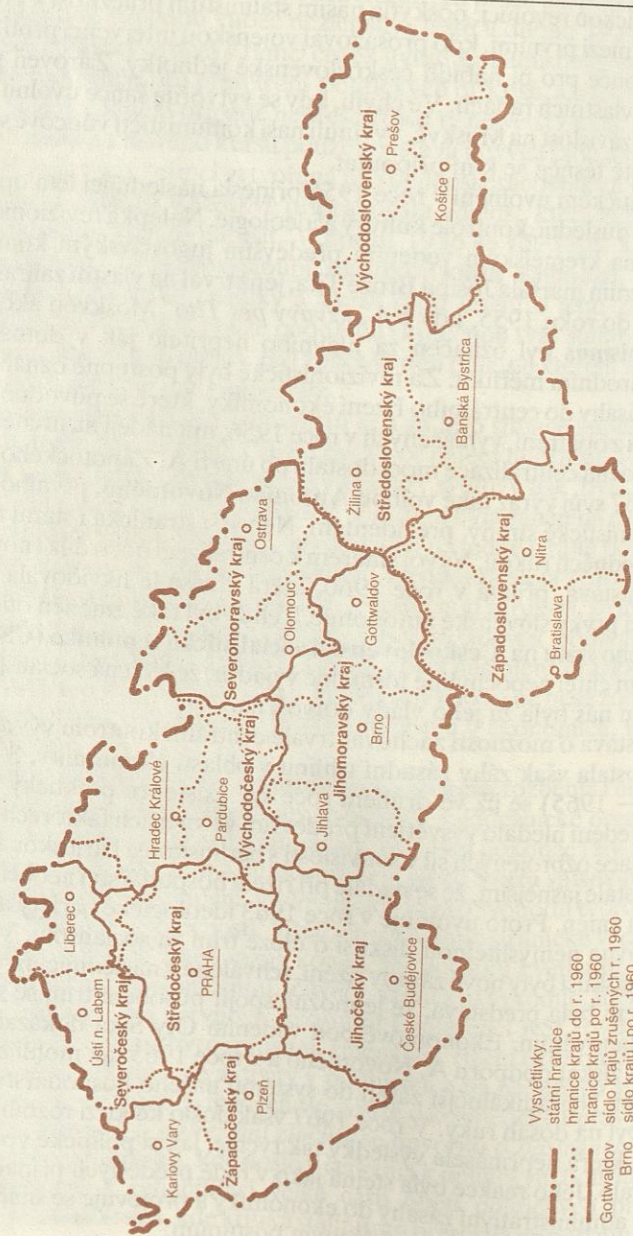 Liberec
Ústí n. Labem
Severočeský kraj
Karlovy Vary
Západočeský kraj
Plzeň
Středočeský kraj
PRAHA
Hradec Králové
Pardubice
Východočeský kraj
Jihočeský kraj
České Budějovice
Jihlava
Jihomoravský kraj
Brno
Severomoravský kraj
Olomouc
Ostrava
Gottwaldov
Žilina
Středoslovenský kraj
Banská Bystrica
Západoslovenský kraj
Nitra
Bratislava
Východoslovenský kraj
Prešov
Košice
Vysvětlivky:
státní hranice
hranice krajů do r. 1960
hranice krajů po r. 1960
Gottwaldov sídlo krajů zrušených r. 1960
Brno sídlo krajů i po r. 1960